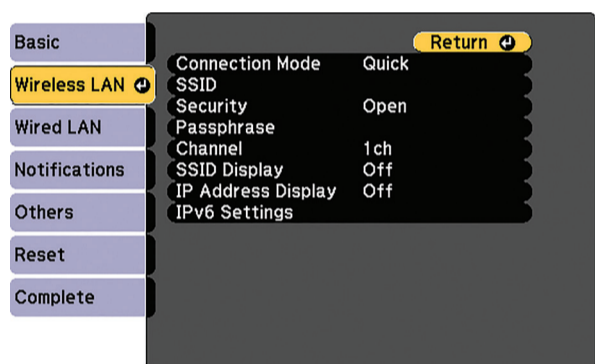 Basic
Wireless LAN
Wired LAN
Notifications
Others
Reset
Complete
Return
Connection Mode Quick
SSID
Security Open
Passphrase
Channel 1ch
SSID Display Off
IP Address Display Off
IPv6 Settings